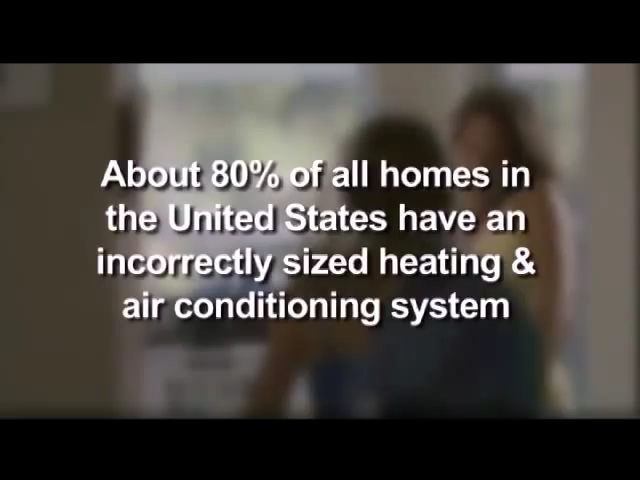 About 80% of all homes in
the United States have an
incorrectly sized heating &
air conditioning system